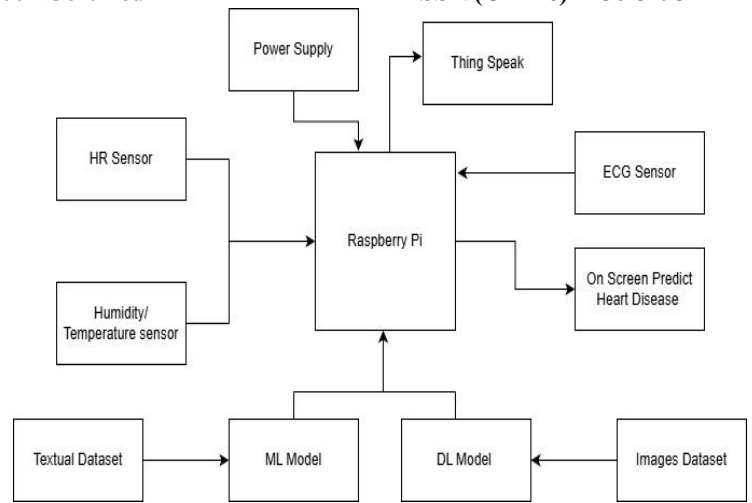 Power Supply
Thing Speak
HR Sensor
ECG Sensor
Raspberry Pi
On Screen Predict
Heart Disease
Humidity/
Temperature sensor
Textual Dataset
ML Model
DL Model
Images Dataset